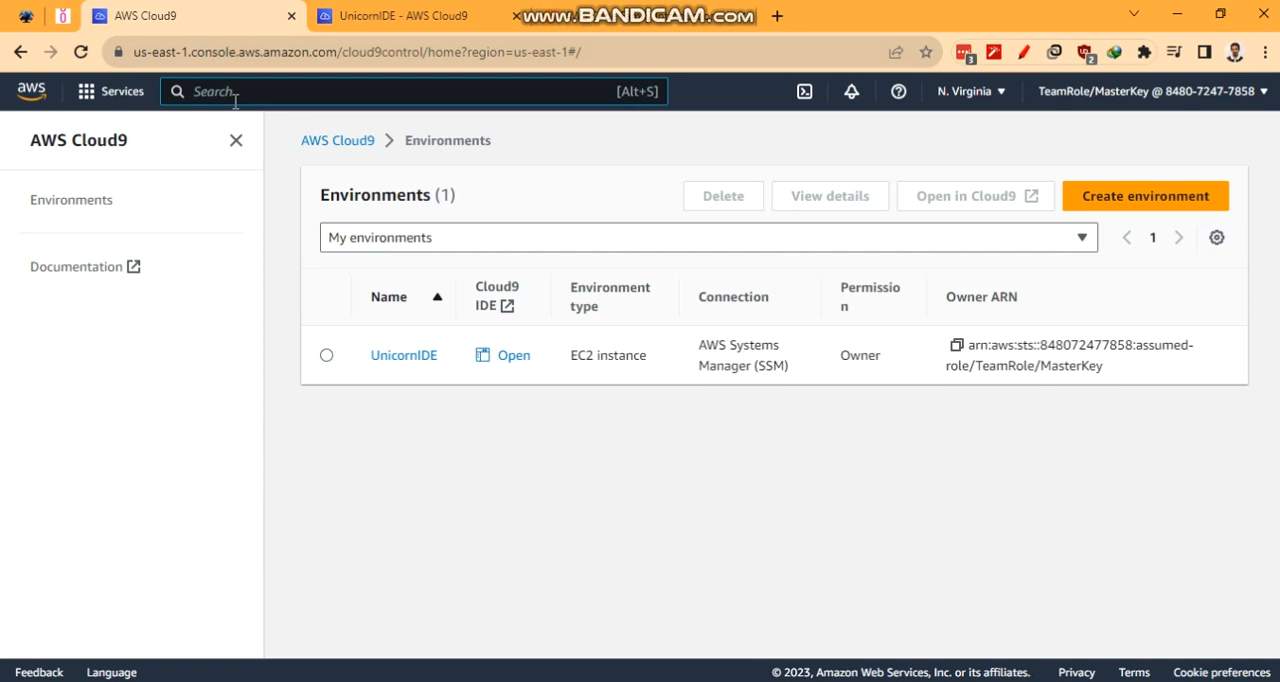 AWS Cloud9
UnicornIDE - AWS Cloud9
www.BANDICAM.com
us-east-1.console.aws.amazon.com/cloud9control/home?region=us-east-1#/
3
2
aws
Services
Search
[Alt+S]
N. Virginia
TeamRole/MasterKey @ 8480-7247-7858
AWS Cloud9
Environments
Documentation
AWS Cloud9 > Environments
Environments (1)
Delete
View details
Open in Cloud9
Create environment
My environments
1
Name
Cloud9
IDE
Environment
type
Connection
Permissio
n
Owner ARN
UnicornIDE
Open
EC2 instance
AWS Systems
Manager (SSM)
Owner
arn:aws:sts::848072477858:assumed-
role/TeamRole/MasterKey
Feedback
Language
© 2023, Amazon Web Services, Inc. or its affiliates.
Privacy
Terms
Cookie preferences